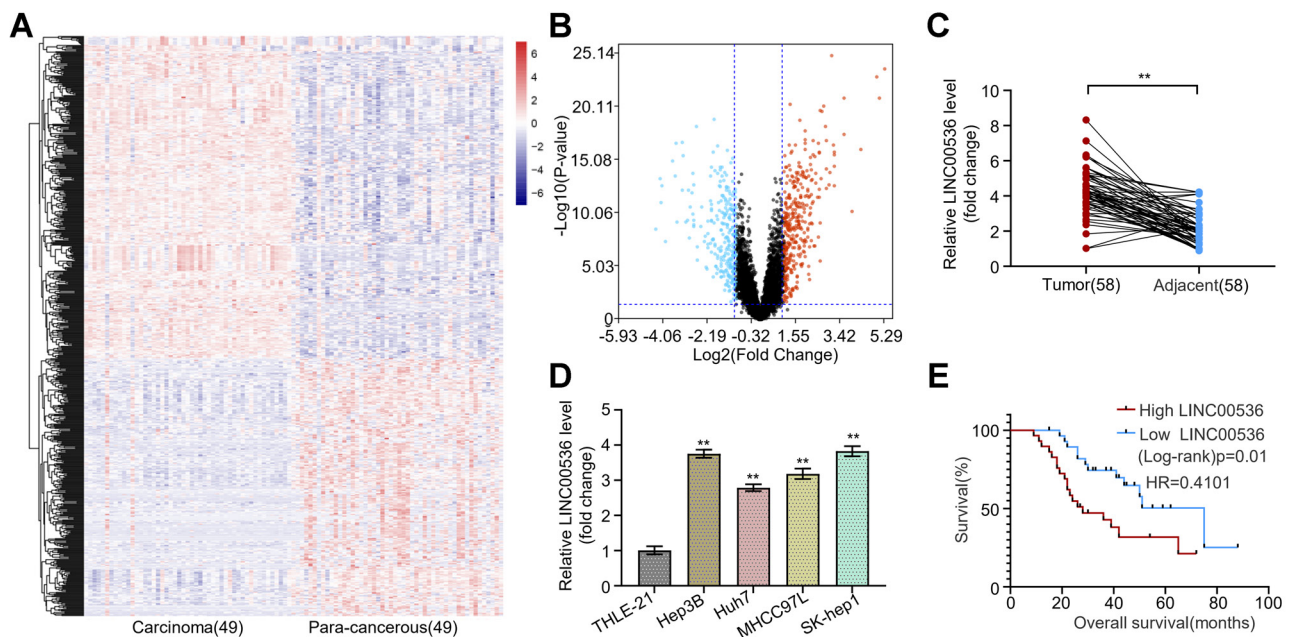 A
6
4
2
0
−2
−4
−6
Carcinoma(49)
Para-cancerous(49)
B
-Log10(P-value)
25.14
20.11
15.08
10.06
5.03
0
-5.93
-4.06
-2.19
-0.32
1.55
3.42
5.29
Log2(Fold Change)
C
**
Relative LINC00536 level
(fold change)
10
8
6
4
2
0
Tumor(58)
Adjacent(58)
D
Relative LINC00536 level
(fold change)
5
4
3
2
1
0
**
**
**
**
THLE-21
Hep3B
Huh7
MHCC97L
SK-hep1
E
High LINC00536
Low LINC00536
(Log-rank)p=0.01
HR=0.4101
Survival(%)
100
50
0
0
20
40
60
80
100
Overall survival(months)